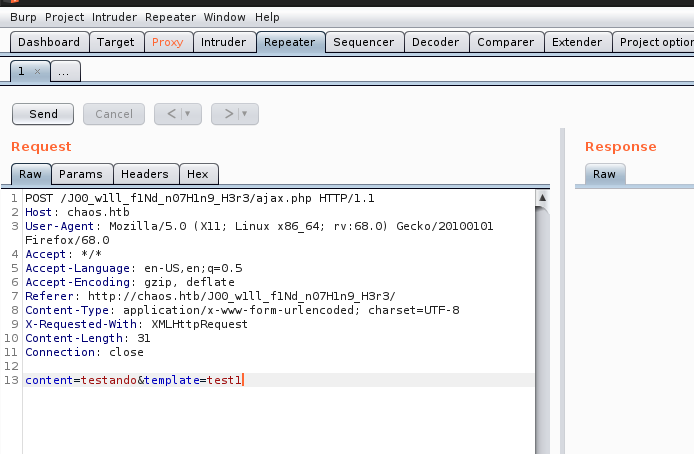 Burp Project Intruder Repeater Window Help
Dashboard Target Proxy Intruder Repeater Sequencer Decoder Comparer Extender Project option
1 × ...
Send Cancel < ▼ > ▼
Request
Response
Raw Params Headers Hex
Raw
1 POST /J00_w1ll_f1Nd_n07H1n9_H3r3/ajax.php HTTP/1.1
2 Host: chaos.htb
3 User-Agent: Mozilla/5.0 (X11; Linux x86_64; rv:68.0) Gecko/20100101
Firefox/68.0
4 Accept: */*
5 Accept-Language: en-US,en;q=0.5
6 Accept-Encoding: gzip, deflate
7 Referer: http://chaos.htb/J00_w1ll_f1Nd_n07H1n9_H3r3/
8 Content-Type: application/x-www-form-urlencoded; charset=UTF-8
9 X-Requested-With: XMLHttpRequest
10 Content-Length: 31
11 Connection: close
12
13 content=testando&template=test1